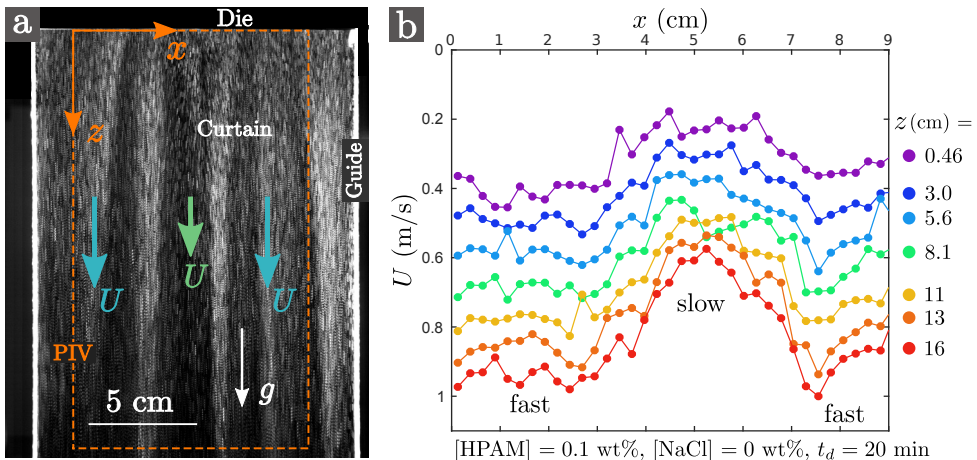 a
Die
x
z
Curtain
Guide
U
U
U
PIV
5 cm
g
b
x (cm)
0 1 2 3 4 5 6 7 8 9
0
0.2
0.4
0.6
0.8
1
U (m/s)
z(cm) =
0.46
3.0
5.6
8.1
11
13
16
slow
fast
fast
[HPAM] = 0.1 wt%, [NaCl] = 0 wt%, t_d = 20 min